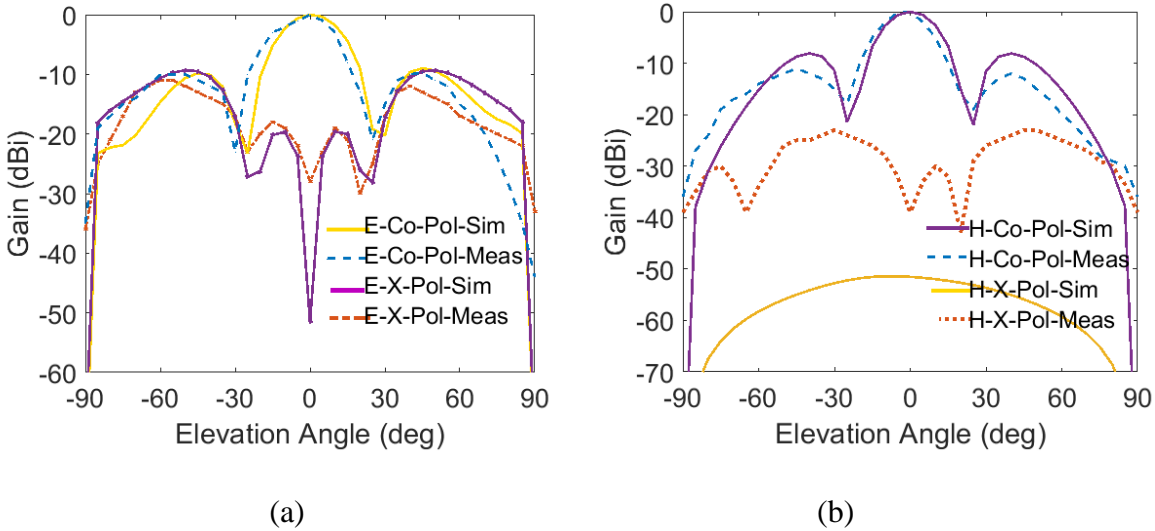 0
-10
-20
-30
-40
-50
-60
Gain (dBi)
-90 -60 -30 0 30 60 90
Elevation Angle (deg)
E-Co-Pol-Sim
E-Co-Pol-Meas
E-X-Pol-Sim
E-X-Pol-Meas
(a)
0
-10
-20
-30
-40
-50
-60
-70
Gain (dBi)
-90 -60 -30 0 30 60 90
Elevation Angle (deg)
H-Co-Pol-Sim
H-Co-Pol-Meas
H-X-Pol-Sim
H-X-Pol-Meas
(b)